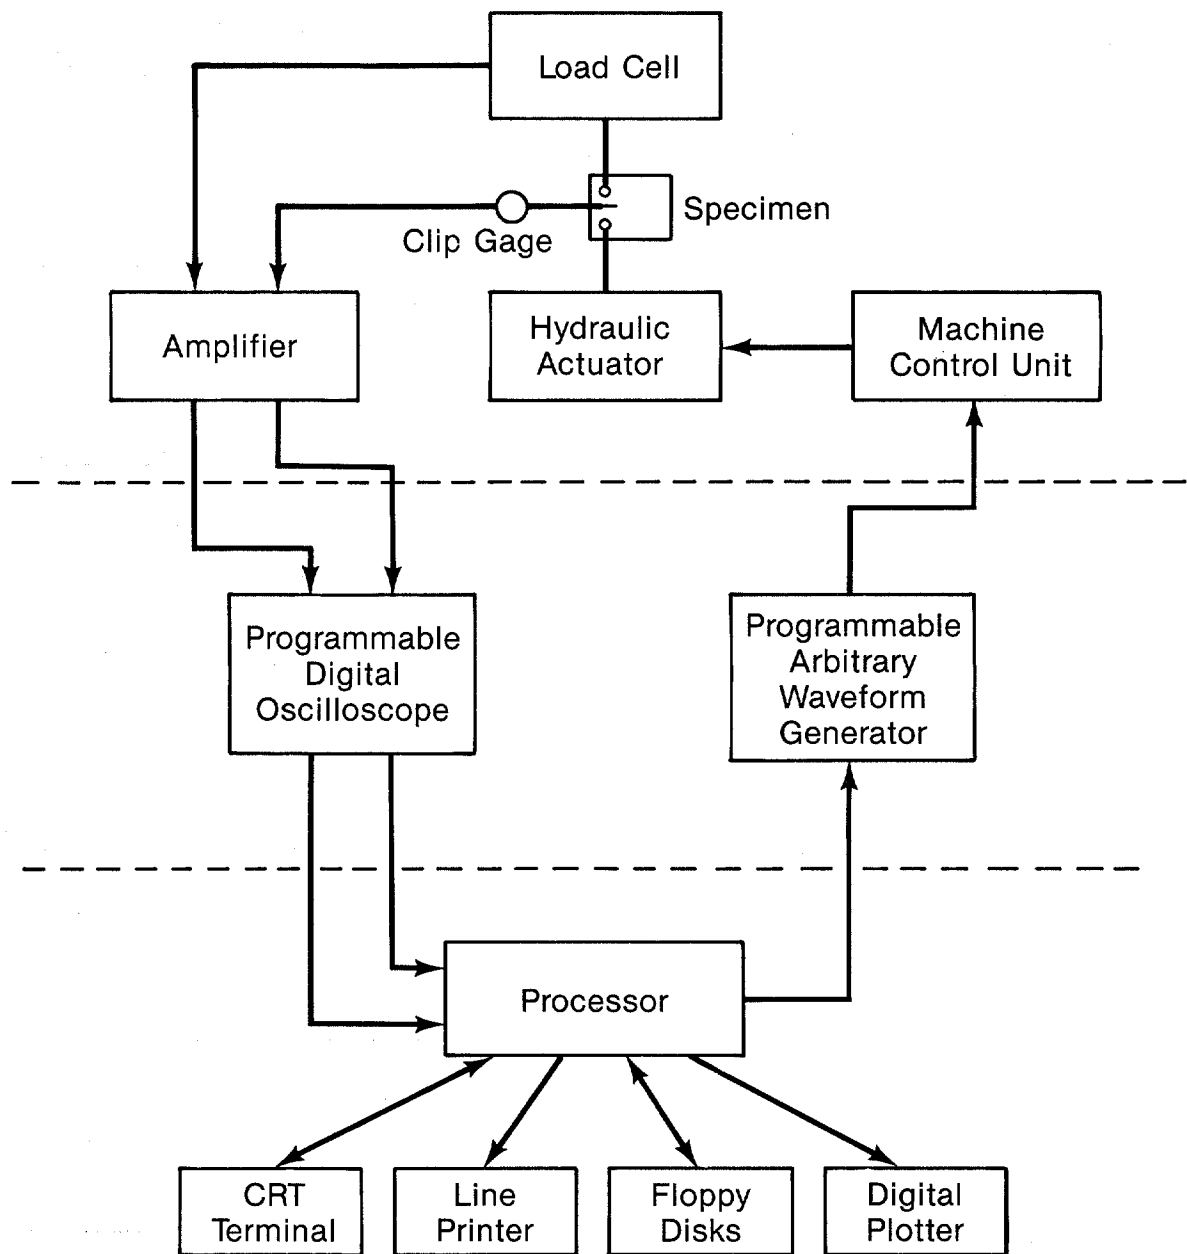 Load Cell
Specimen
Clip Gage
Amplifier
Hydraulic
Actuator
Machine
Control Unit
Programmable
Digital
Oscilloscope
Programmable
Arbitrary
Waveform
Generator
Processor
CRT
Terminal
Line
Printer
Floppy
Disks
Digital
Plotter